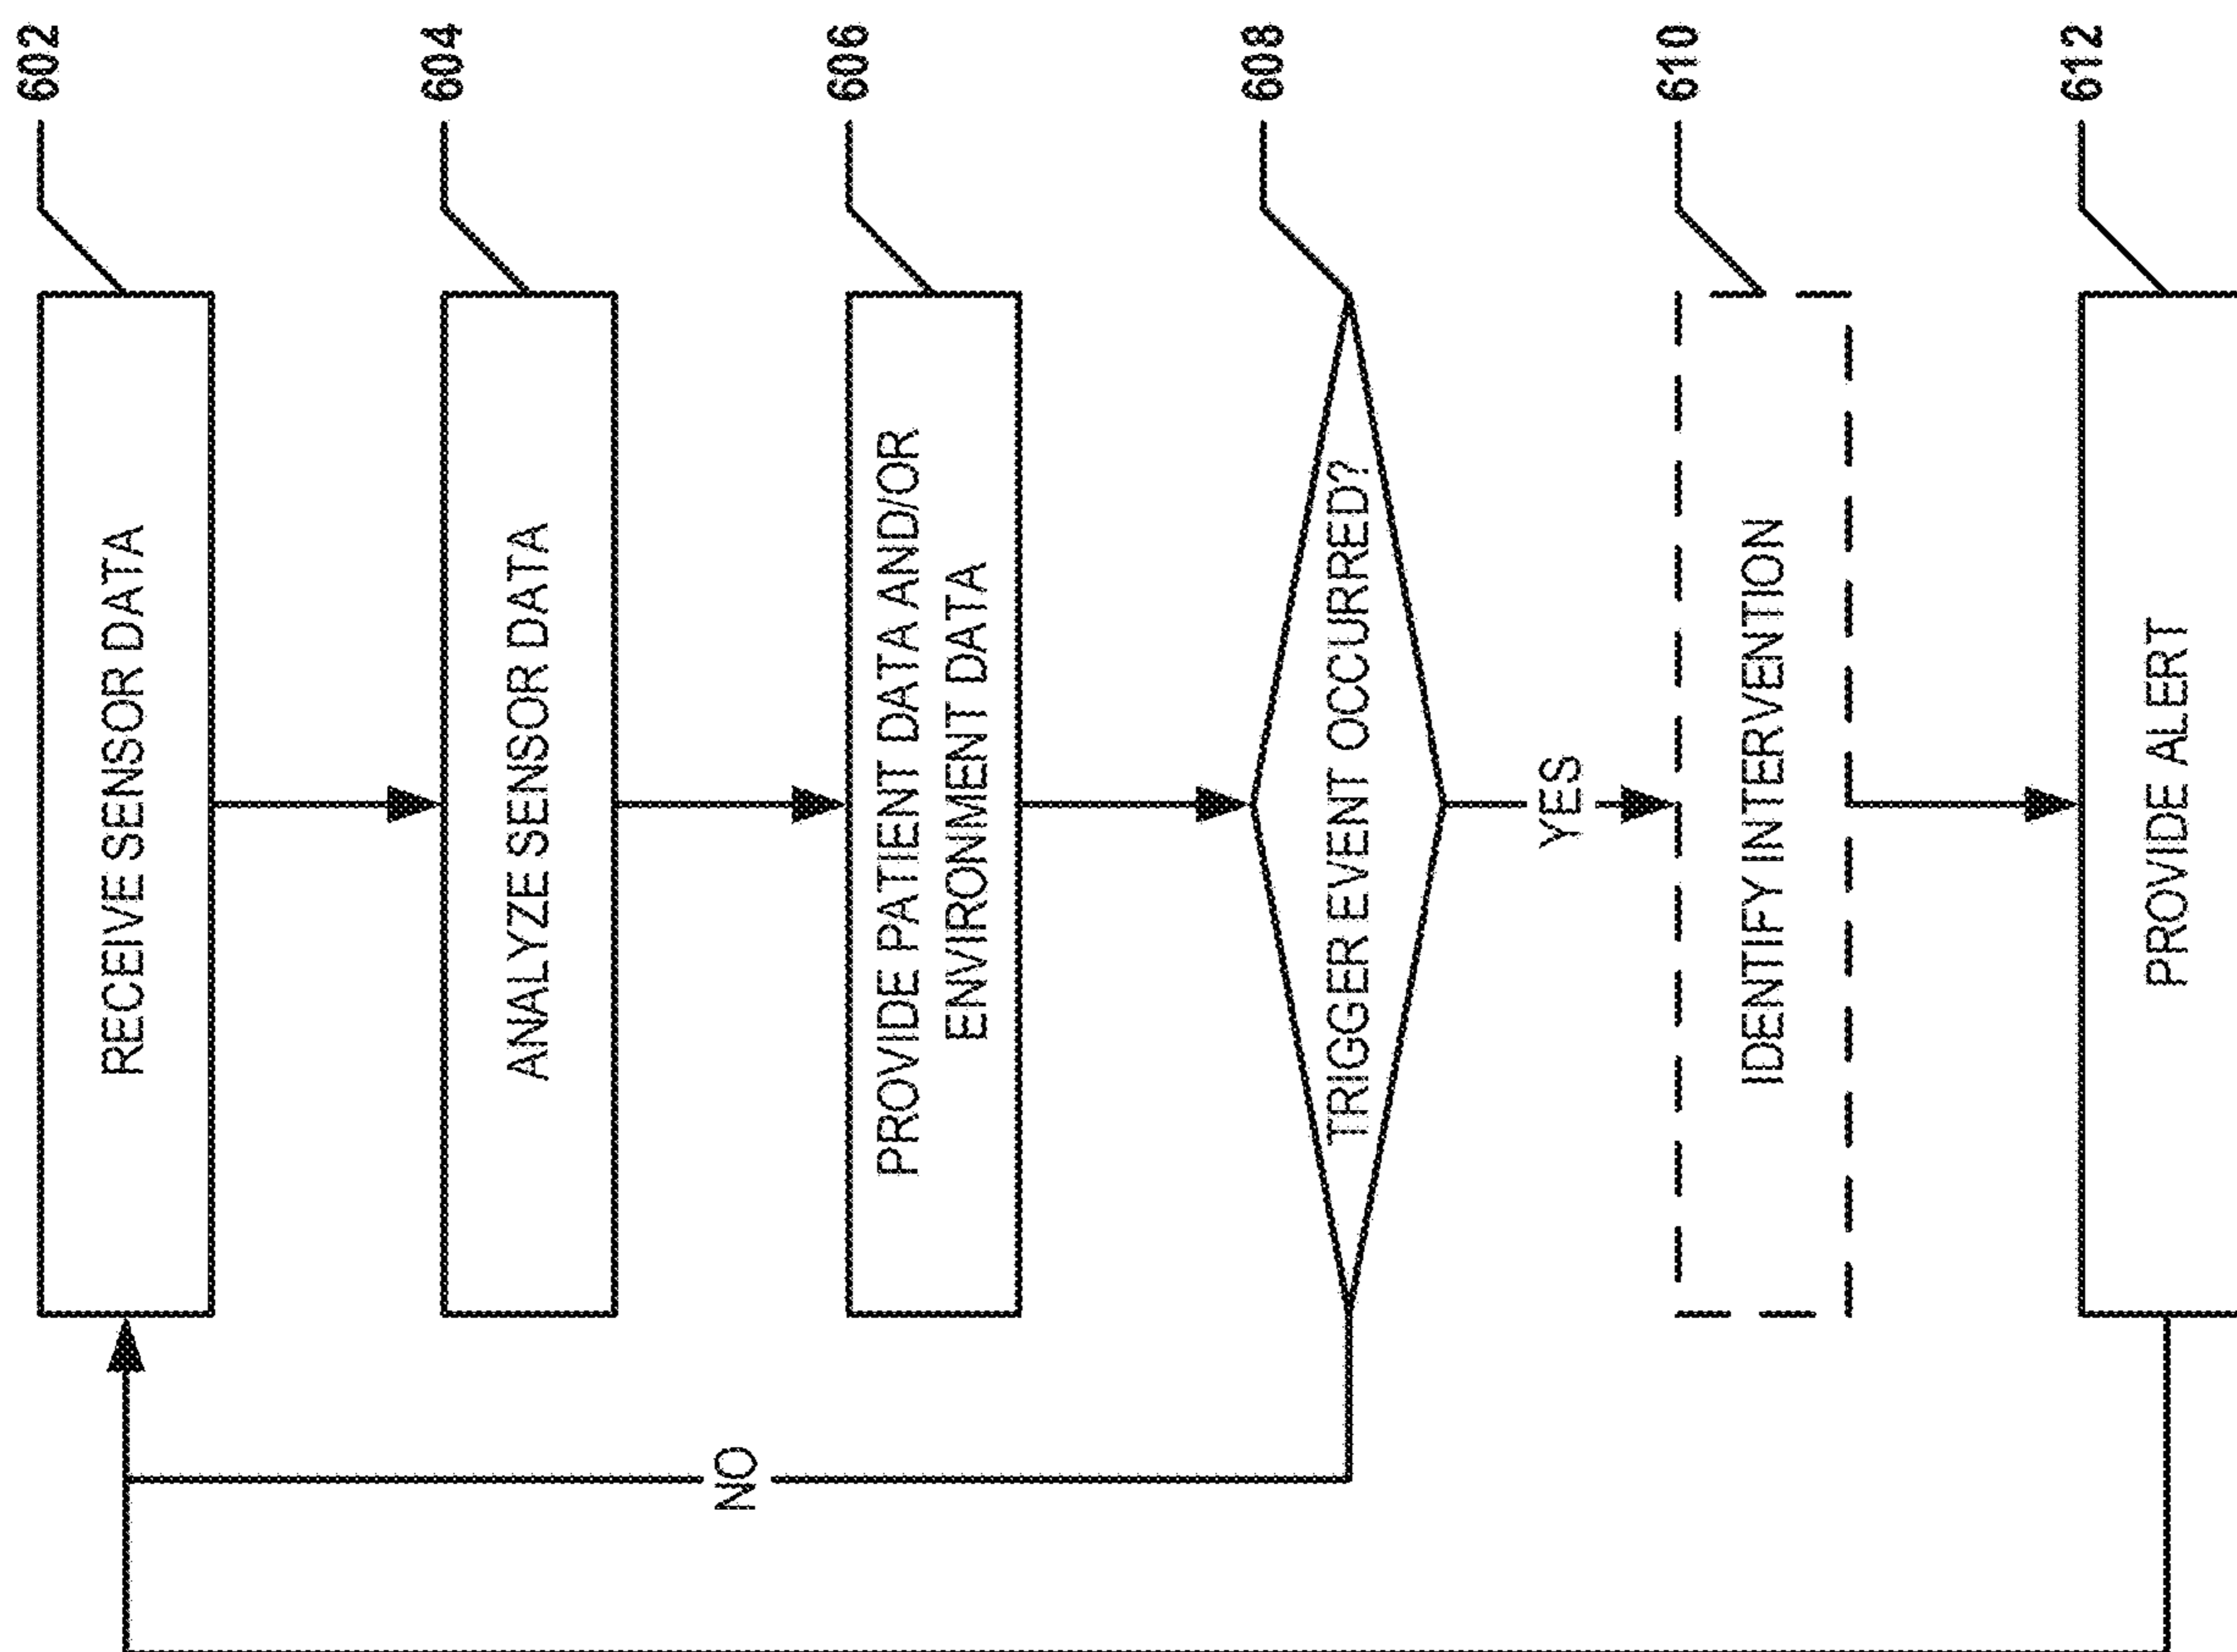 602
RECEIVE SENSOR DATA
604
ANALYZE SENSOR DATA
606
PROVIDE PATIENT DATA AND/OR
ENVIRONMENT DATA
608
TRIGGER EVENT OCCURRED?
NO
YES
610
IDENTIFY INTERVENTION
612
PROVIDE ALERT